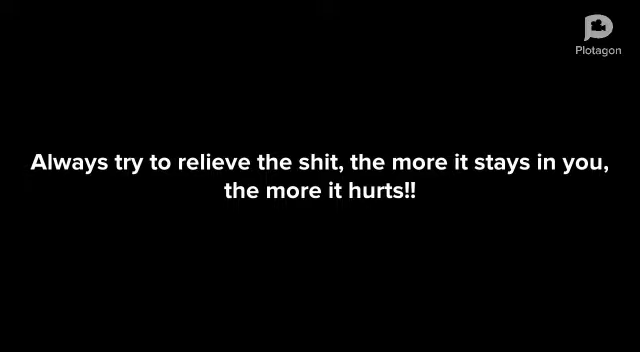 Plotagon
Always try to relieve the shit, the more it stays in you,
the more it hurts!!